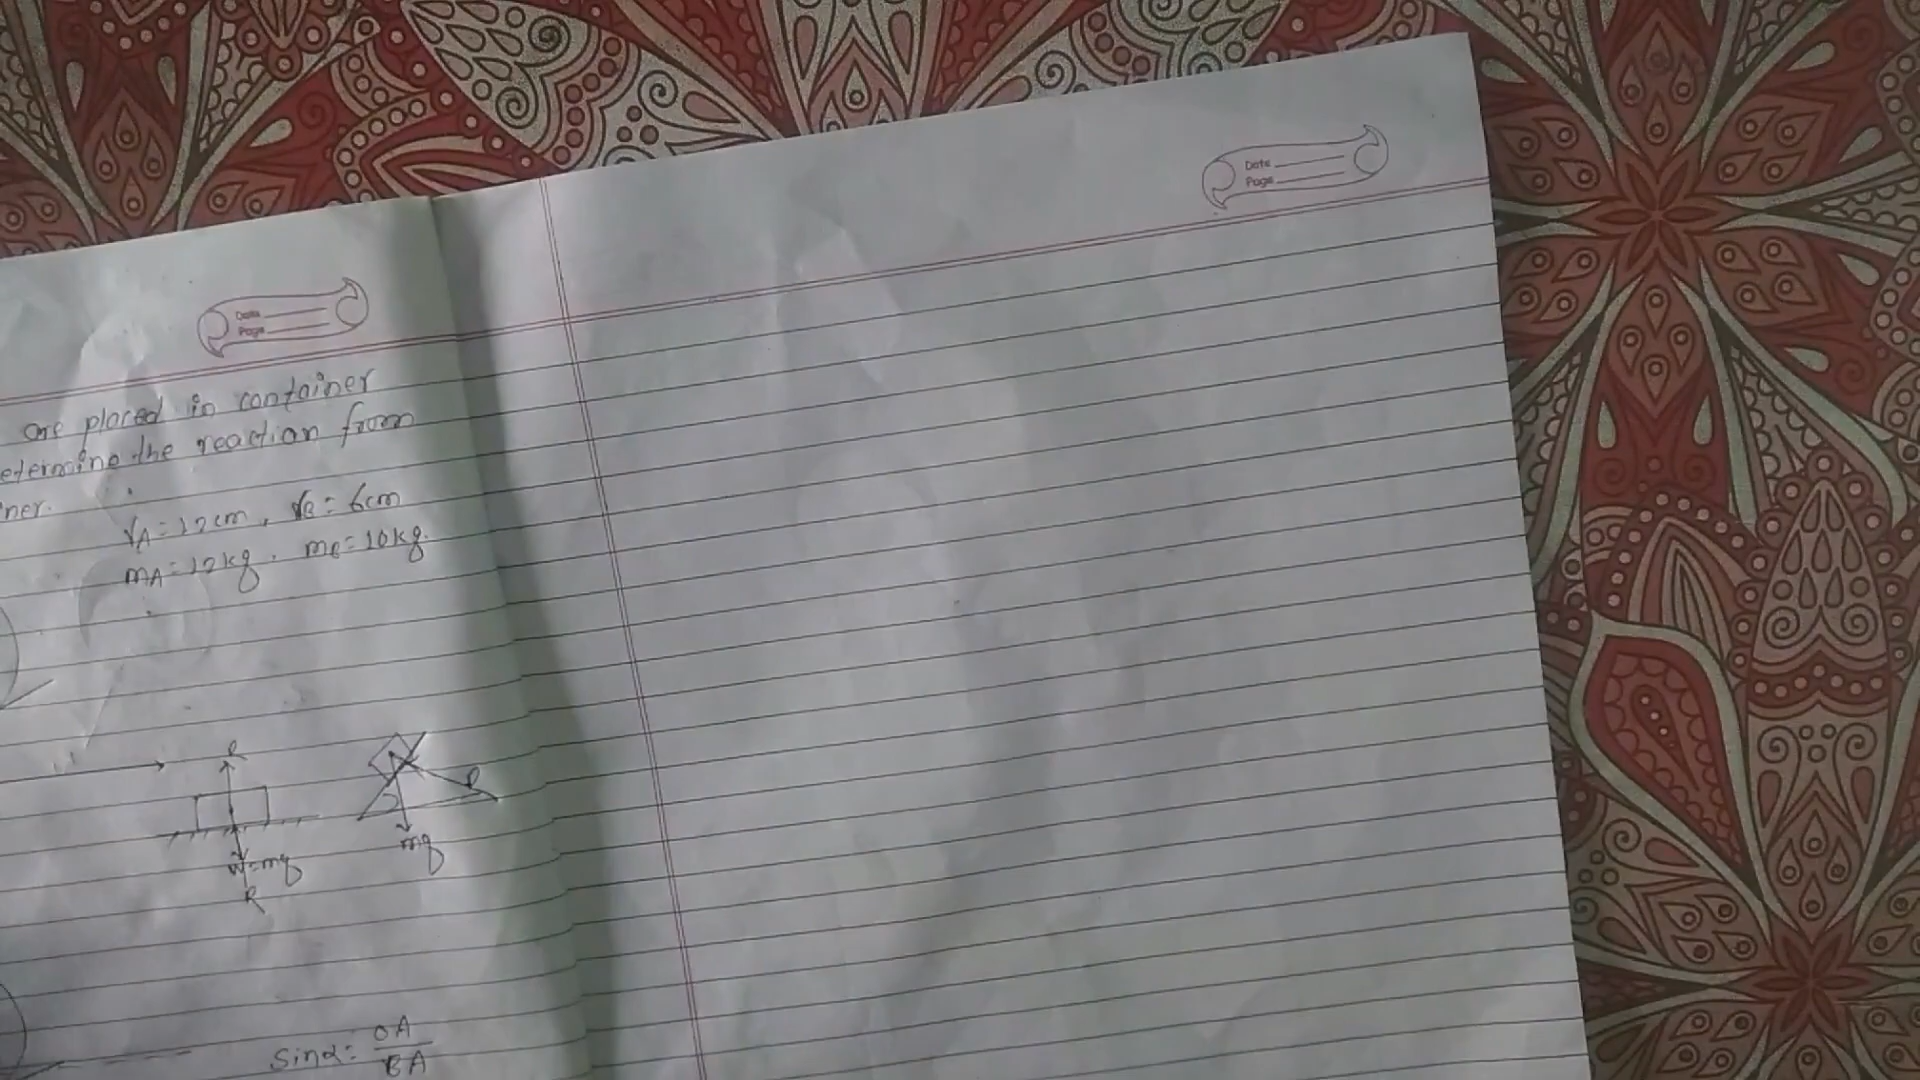 Date
Page
Date
Page
are placed in container
etermine the reaction from
ner.
rA = 12cm, rB = 6cm
mA = 12kg. mB = 10kg.
R
R
W=mg
mg
R
Sinα = OA
BA